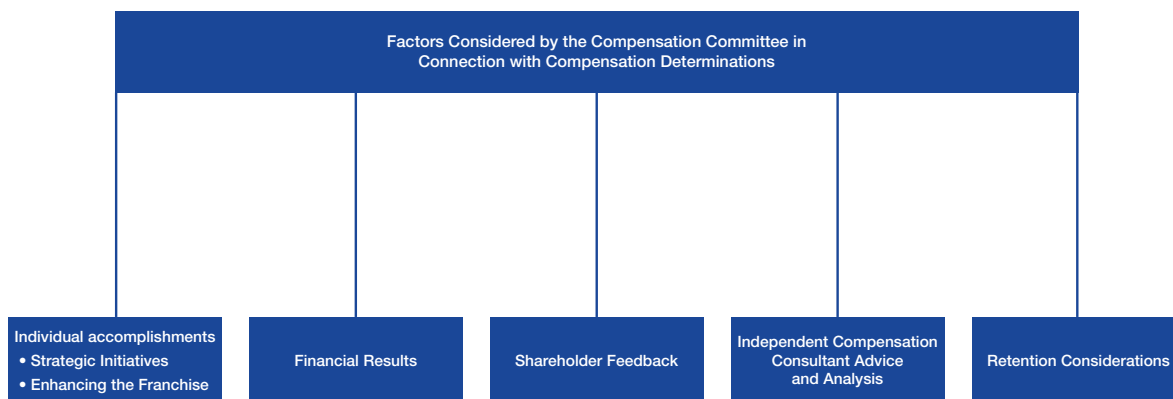 Factors Considered by the Compensation Committee in
Connection with Compensation Determinations
Individual accomplishments
• Strategic Initiatives
• Enhancing the Franchise
Financial Results
Shareholder Feedback
Independent Compensation
Consultant Advice
and Analysis
Retention Considerations